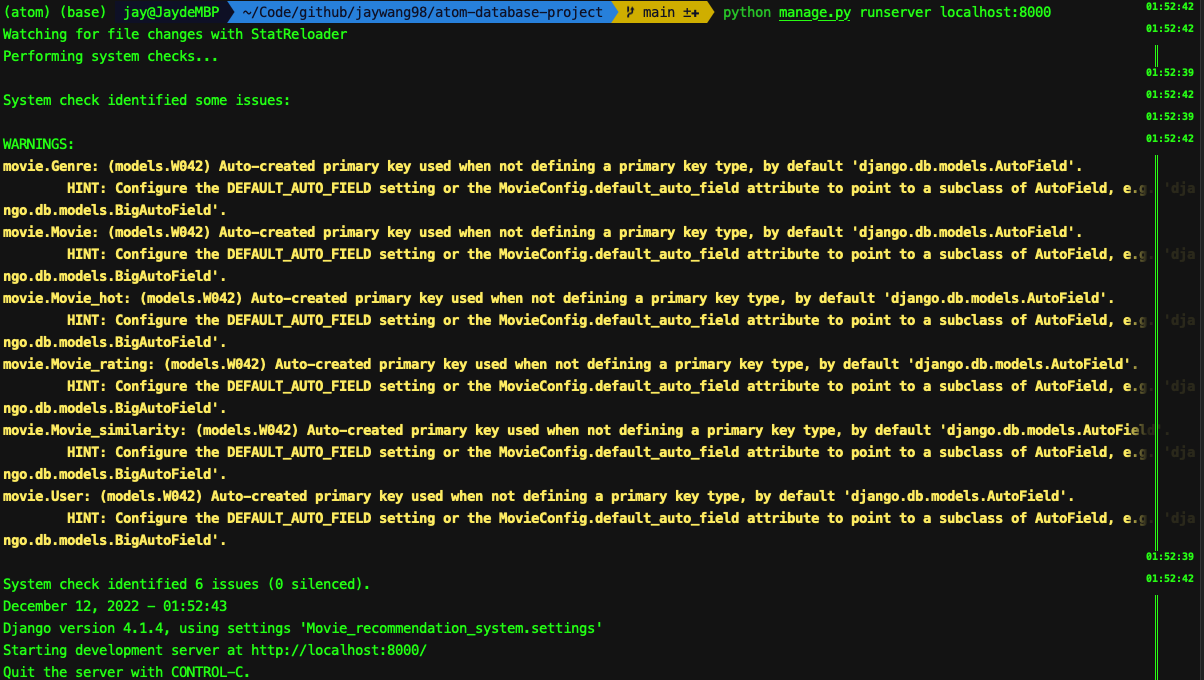 (atom) (base) jay@JaydeMBP ~/Code/github/jaywang98/atom-database-project main ±✚ python manage.py runserver localhost:8000 01:52:42
Watching for file changes with StatReloader 01:52:42
Performing system checks...
01:52:39
System check identified some issues: 01:52:42
01:52:39
WARNINGS: 01:52:42
movie.Genre: (models.W042) Auto-created primary key used when not defining a primary key type, by default 'django.db.models.AutoField'.
HINT: Configure the DEFAULT_AUTO_FIELD setting or the MovieConfig.default_auto_field attribute to point to a subclass of AutoField, e.g. 'dja
ngo.db.models.BigAutoField'.
movie.Movie: (models.W042) Auto-created primary key used when not defining a primary key type, by default 'django.db.models.AutoField'.
HINT: Configure the DEFAULT_AUTO_FIELD setting or the MovieConfig.default_auto_field attribute to point to a subclass of AutoField, e.g. 'dja
ngo.db.models.BigAutoField'.
movie.Movie_hot: (models.W042) Auto-created primary key used when not defining a primary key type, by default 'django.db.models.AutoField'.
HINT: Configure the DEFAULT_AUTO_FIELD setting or the MovieConfig.default_auto_field attribute to point to a subclass of AutoField, e.g. 'dja
ngo.db.models.BigAutoField'.
movie.Movie_rating: (models.W042) Auto-created primary key used when not defining a primary key type, by default 'django.db.models.AutoField'.
HINT: Configure the DEFAULT_AUTO_FIELD setting or the MovieConfig.default_auto_field attribute to point to a subclass of AutoField, e.g. 'dja
ngo.db.models.BigAutoField'.
movie.Movie_similarity: (models.W042) Auto-created primary key used when not defining a primary key type, by default 'django.db.models.AutoField'.
HINT: Configure the DEFAULT_AUTO_FIELD setting or the MovieConfig.default_auto_field attribute to point to a subclass of AutoField, e.g. 'dja
ngo.db.models.BigAutoField'.
movie.User: (models.W042) Auto-created primary key used when not defining a primary key type, by default 'django.db.models.AutoField'.
HINT: Configure the DEFAULT_AUTO_FIELD setting or the MovieConfig.default_auto_field attribute to point to a subclass of AutoField, e.g. 'dja
ngo.db.models.BigAutoField'.
01:52:39
System check identified 6 issues (0 silenced). 01:52:42
December 12, 2022 - 01:52:43
Django version 4.1.4, using settings 'Movie_recommendation_system.settings'
Starting development server at http://localhost:8000/
Quit the server with CONTROL-C.